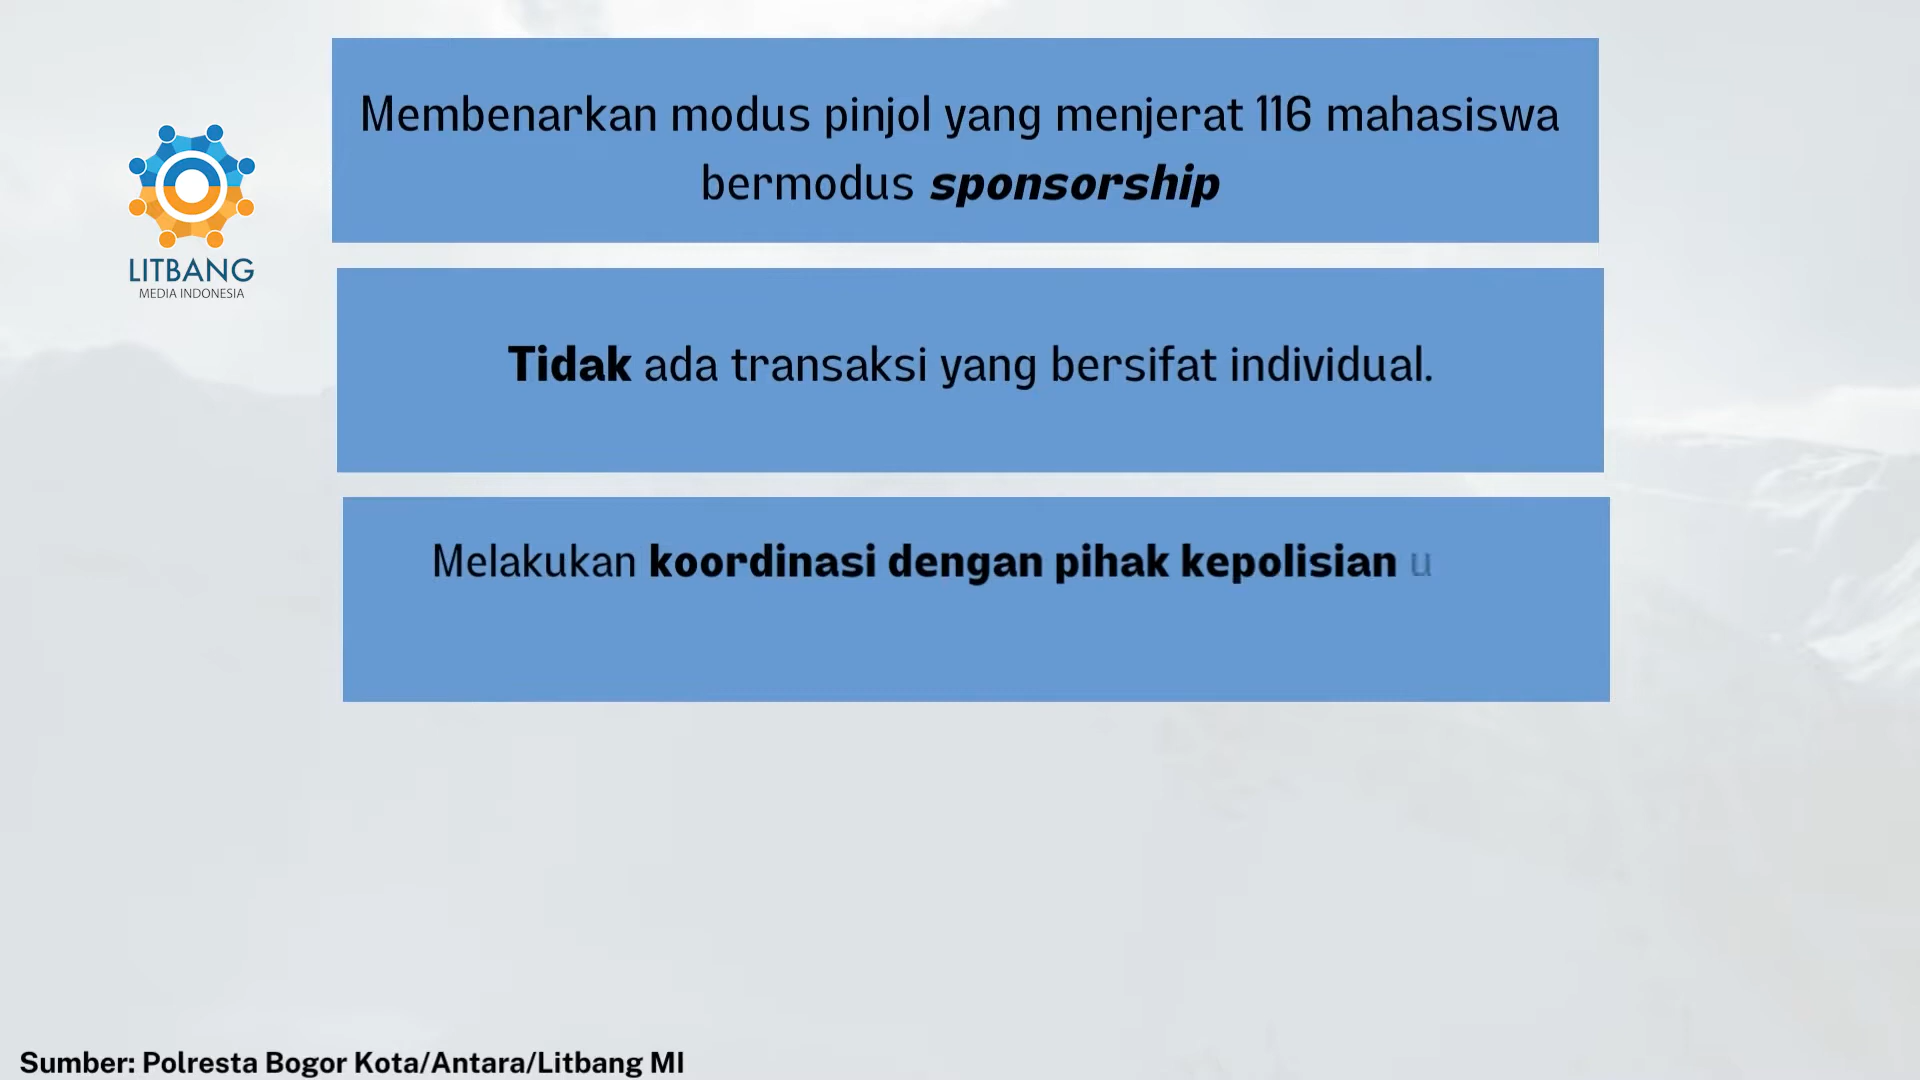 Membenarkan modus pinjol yang menjerat 116 mahasiswa
bermodus sponsorship
LITBANG
MEDIA INDONESIA
Tidak ada transaksi yang bersifat individual.
Melakukan koordinasi dengan pihak kepolisian u
Sumber: Polresta Bogor Kota/Antara/Litbang MI